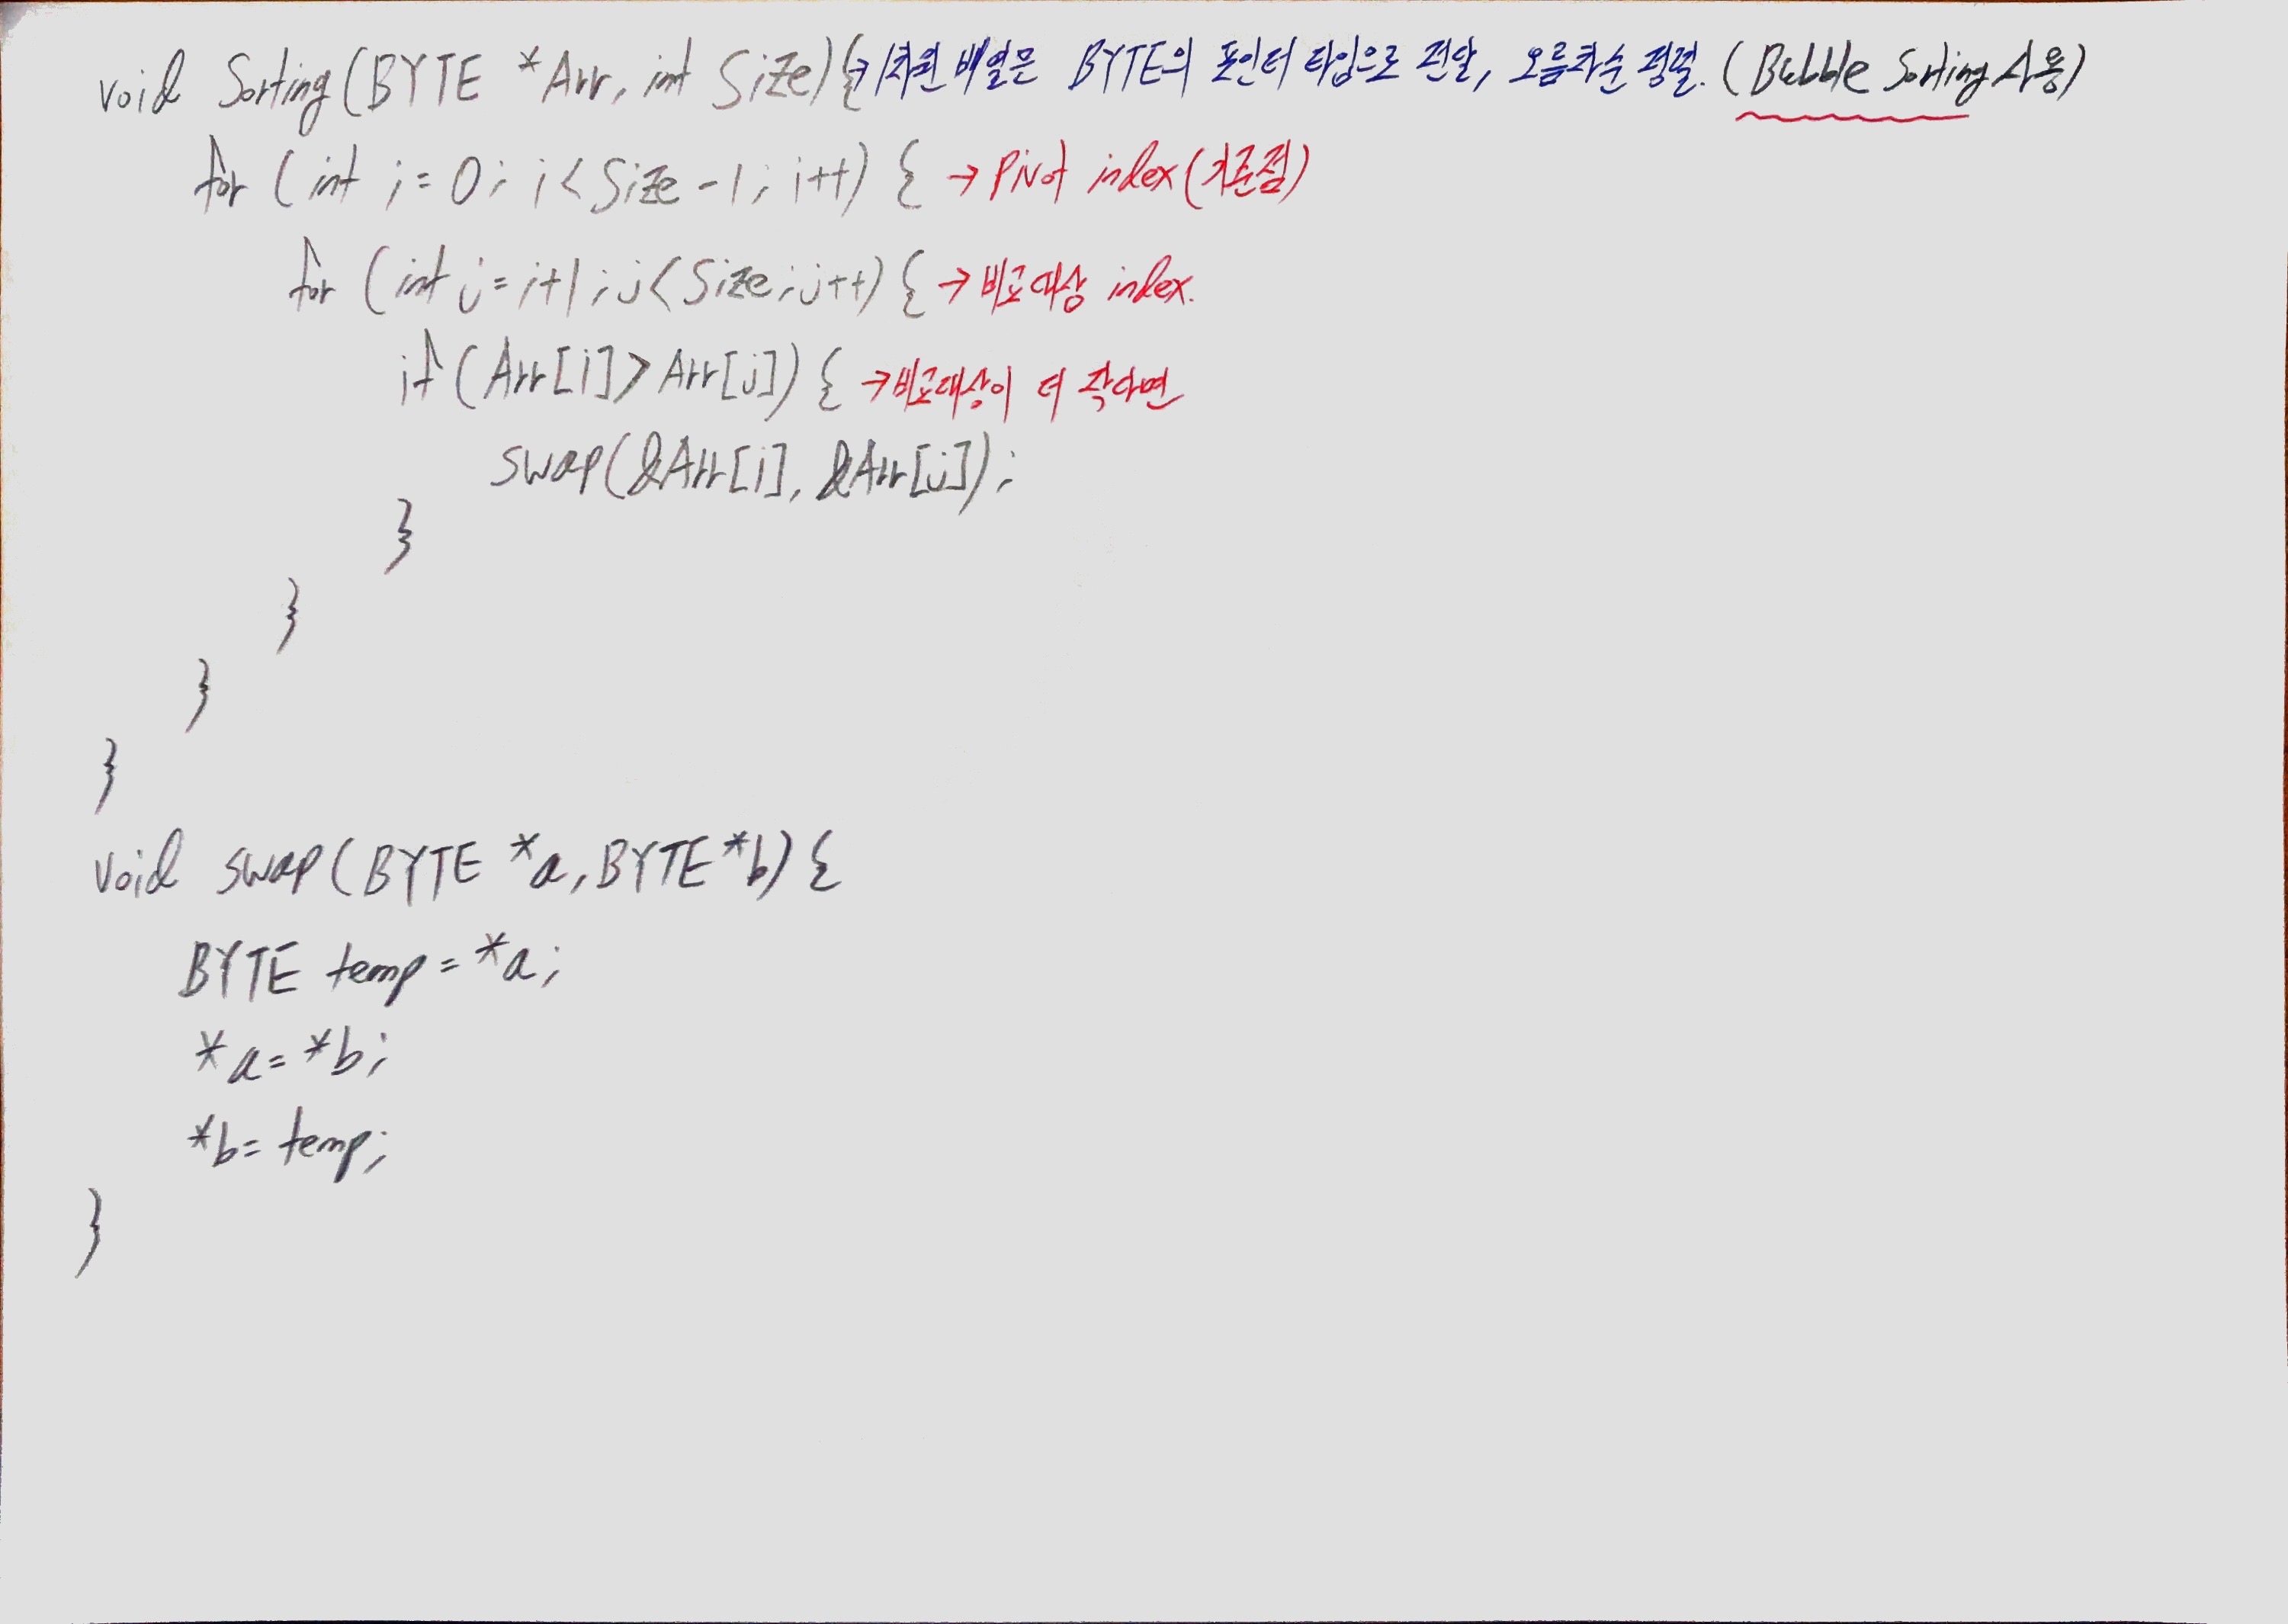 void Sorting(BYTE *Arr, int Size){→1차원 배열은 BYTE의 포인터 타입으로 전달, 오름차순 정렬. (Bubble Sorting 사용)
for (int i=0; i<Size-1; i++) { →Pivot index(기준점)
for (int j=i+1; j<Size; j++) { →비교대상 index.
if(Arr[i]>Arr[j]) { →비교대상이 더 작다면
swap(&Arr[i], &Arr[j]);
}
}
}
}
void swap(BYTE *a, BYTE *b) {
BYTE temp=*a;
*a=*b;
*b=temp;
}